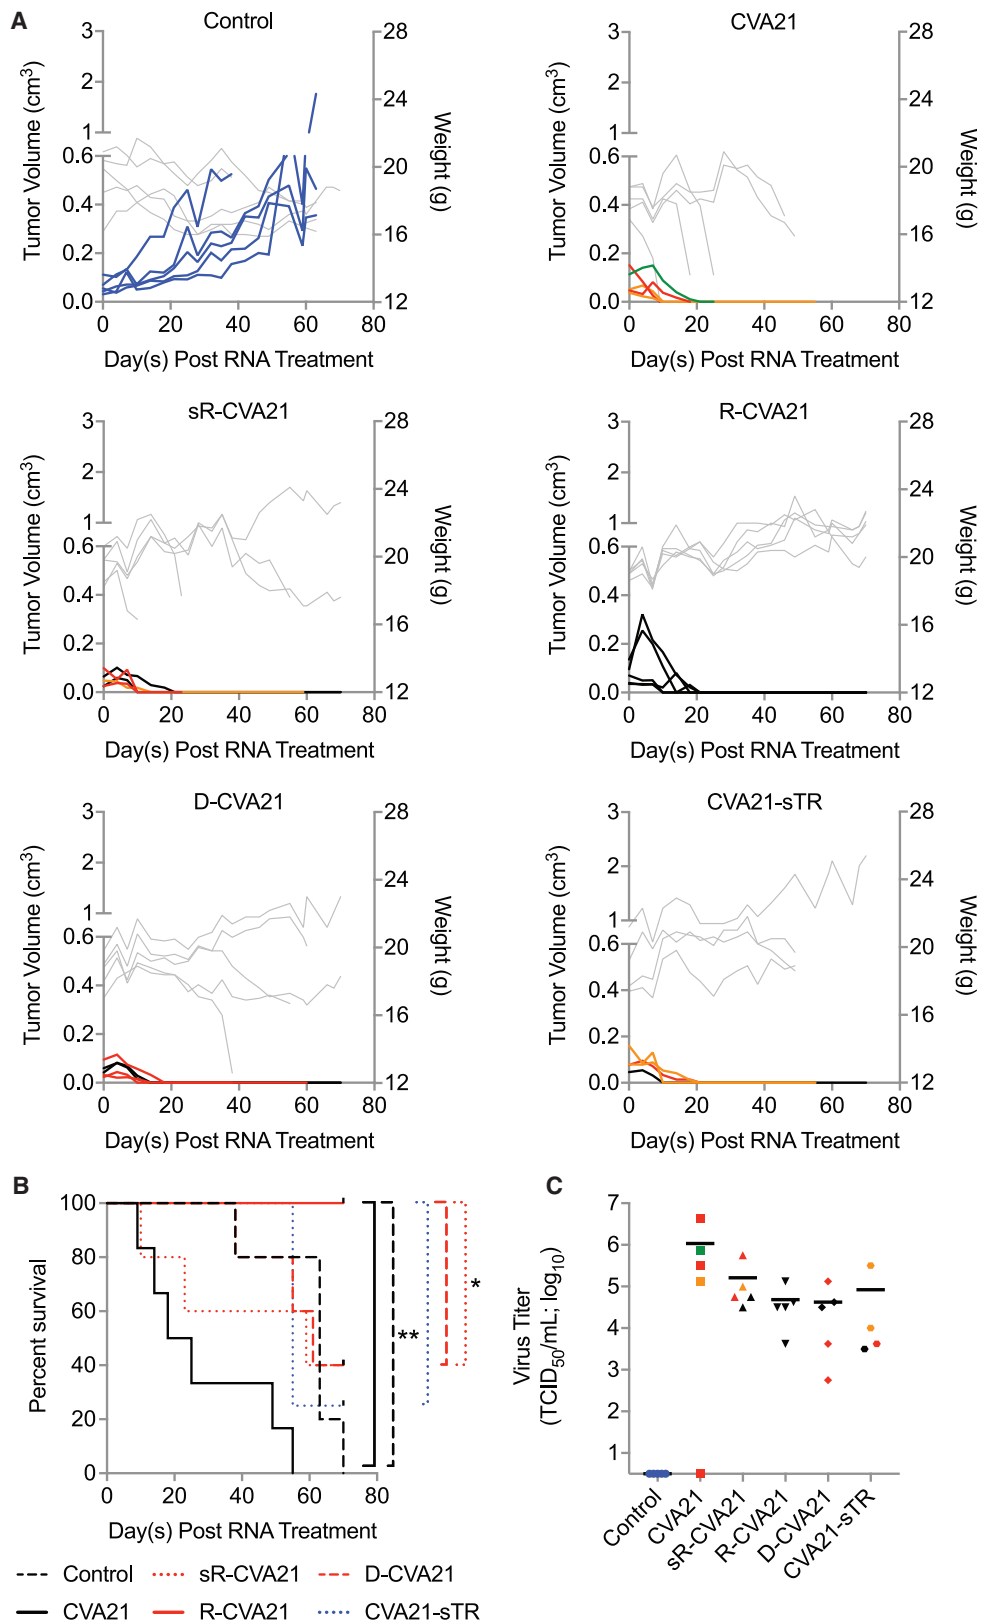 A
Control
CVA21
3
2
1
0.6
0.4
0.2
0.0
Tumor Volume (cm³)
28
24
20
16
12
Weight (g)
0 20 40 60 80
Day(s) Post RNA Treatment
3
2
1
0.6
0.4
0.2
0.0
Tumor Volume (cm³)
28
24
20
16
12
Weight (g)
0 20 40 60 80
Day(s) Post RNA Treatment
sR-CVA21
R-CVA21
3
2
1
0.6
0.4
0.2
0.0
Tumor Volume (cm³)
28
24
20
16
12
Weight (g)
0 20 40 60 80
Day(s) Post RNA Treatment
3
2
1
0.6
0.4
0.2
0.0
Tumor Volume (cm³)
28
24
20
16
12
Weight (g)
0 20 40 60 80
Day(s) Post RNA Treatment
D-CVA21
CVA21-sTR
3
2
1
0.6
0.4
0.2
0.0
Tumor Volume (cm³)
28
24
20
16
12
Weight (g)
0 20 40 60 80
Day(s) Post RNA Treatment
3
2
1
0.6
0.4
0.2
0.0
Tumor Volume (cm³)
28
24
20
16
12
Weight (g)
0 20 40 60 80
Day(s) Post RNA Treatment
B
100
80
60
40
20
0
Percent survival
0 20 40 60 80
Day(s) Post RNA Treatment
**
*
Control
sR-CVA21
D-CVA21
CVA21
R-CVA21
CVA21-sTR
C
7
6
5
4
3
2
1
Virus Titer
(TCID₅₀/mL; log₁₀)
Control
CVA21
sR-CVA21
R-CVA21
D-CVA21
CVA21-sTR